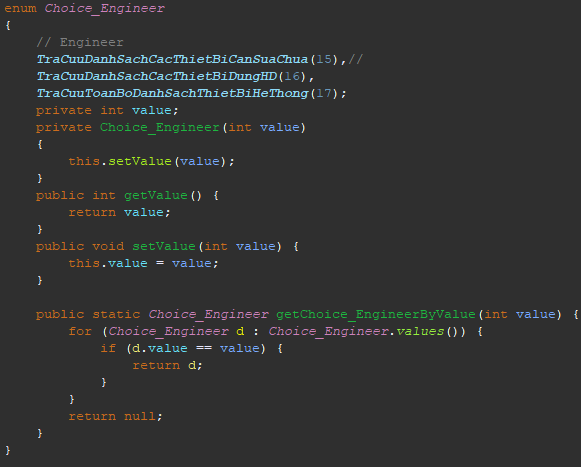 enum Choice_Engineer
{
    // Engineer
    TraCuuDanhSachCacThietBiCanSuaChua(15),//
    TraCuuDanhSachCacThietBiDungHD(16),
    TraCuuToanBoDanhSachThietBiHeThong(17);
    private int value;
    private Choice_Engineer(int value)
    {
        this.setValue(value);
    }
    public int getValue() {
        return value;
    }
    public void setValue(int value) {
        this.value = value;
    }

    public static Choice_Engineer getChoice_EngineerByValue(int value) {
        for (Choice_Engineer d : Choice_Engineer.values()) {
            if (d.value == value) {
                return d;
            }
        }
        return null;
    }
}